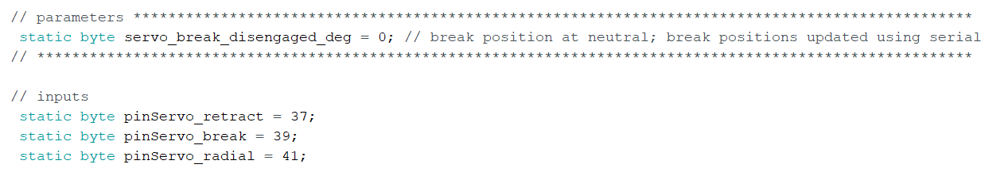 // parameters ************************************************************************************************
static byte servo_break_disengaged_deg = 0; // break position at neutral; break positions updated using serial
// ***********************************************************************************************************
// inputs
static byte pinServo_retract = 37;
static byte pinServo_break = 39;
static byte pinServo_radial = 41;